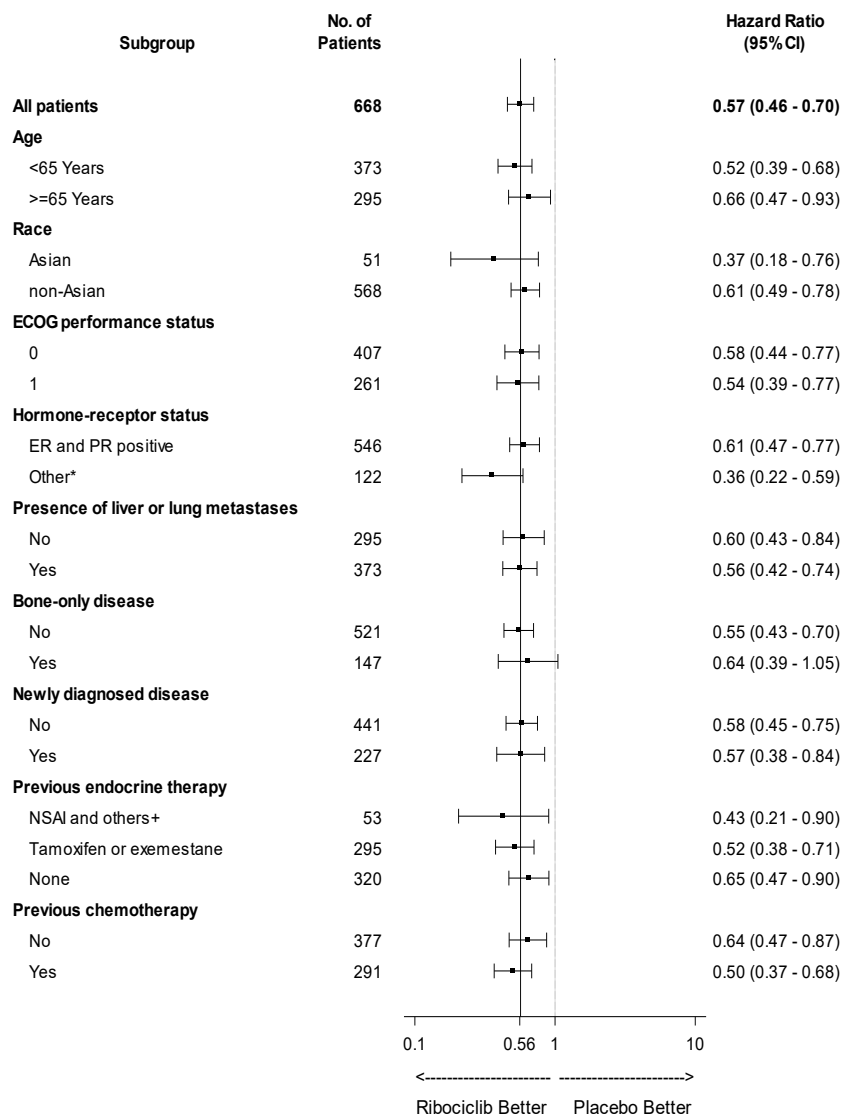 Subgroup No. of Patients Hazard Ratio (95% CI)
All patients 668 0.57 (0.46 - 0.70)
Age
<65 Years 373 0.52 (0.39 - 0.68)
>=65 Years 295 0.66 (0.47 - 0.93)
Race
Asian 51 0.37 (0.18 - 0.76)
non-Asian 568 0.61 (0.49 - 0.78)
ECOG performance status
0 407 0.58 (0.44 - 0.77)
1 261 0.54 (0.39 - 0.77)
Hormone-receptor status
ER and PR positive 546 0.61 (0.47 - 0.77)
Other* 122 0.36 (0.22 - 0.59)
Presence of liver or lung metastases
No 295 0.60 (0.43 - 0.84)
Yes 373 0.56 (0.42 - 0.74)
Bone-only disease
No 521 0.55 (0.43 - 0.70)
Yes 147 0.64 (0.39 - 1.05)
Newly diagnosed disease
No 441 0.58 (0.45 - 0.75)
Yes 227 0.57 (0.38 - 0.84)
Previous endocrine therapy
NSAI and others+ 53 0.43 (0.21 - 0.90)
Tamoxifen or exemestane 295 0.52 (0.38 - 0.71)
None 320 0.65 (0.47 - 0.90)
Previous chemotherapy
No 377 0.64 (0.47 - 0.87)
Yes 291 0.50 (0.37 - 0.68)
0.1 0.56 1 10
Ribociclib Better Placebo Better